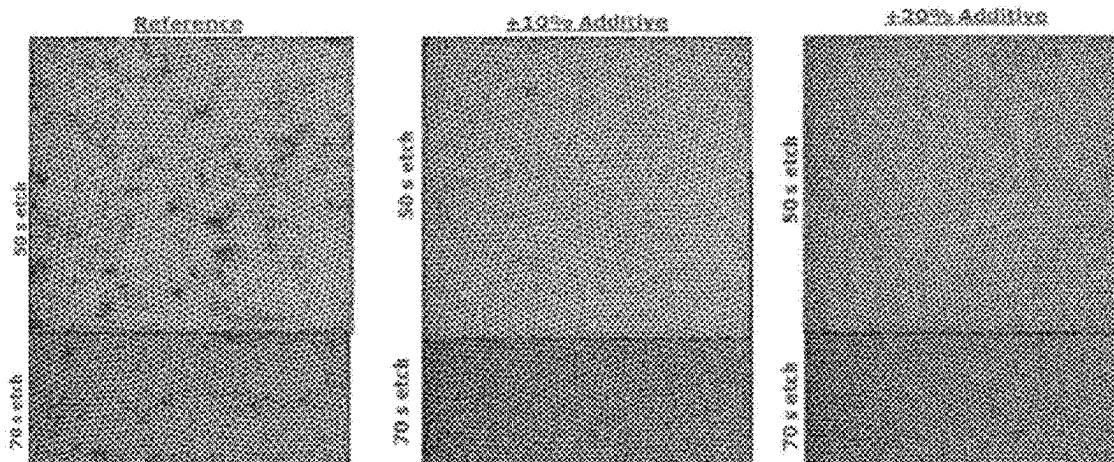 Reference
±10% Additive
±20% Additive
50 s etch
70 s etch
50 s etch
70 s etch
50 s etch
70 s etch